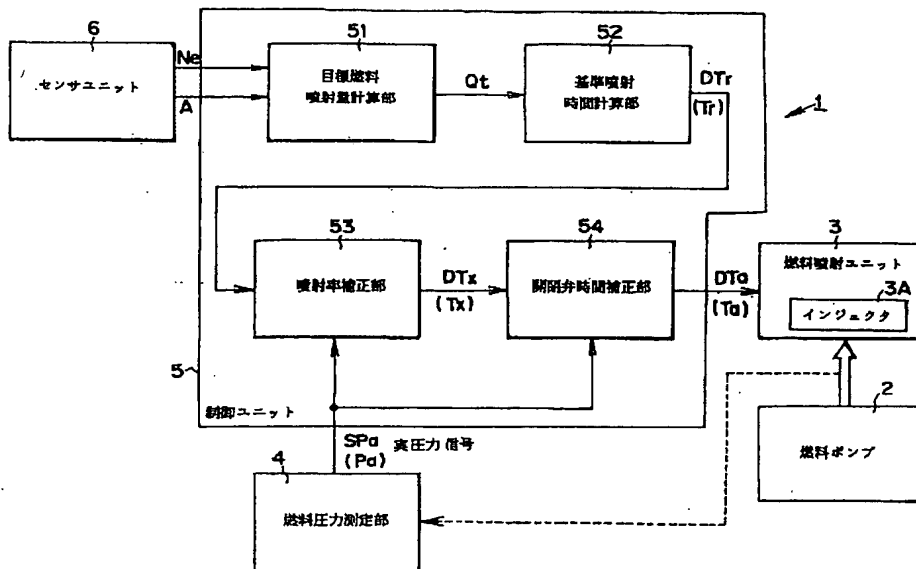 6
センサユニット
Ne
A
51
目標燃料
噴射量計算部
Qt
52
基準噴射
時間計算部
DTr
(Tr)
1
53
噴射率補正部
DTx
(Tx)
54
開閉弁時間補正部
DTa
(Ta)
3
燃料噴射ユニット
3A
インジェクタ
5
制御ユニット
SPa 実圧力信号
(Pa)
4
燃料圧力測定部
2
燃料ポンプ